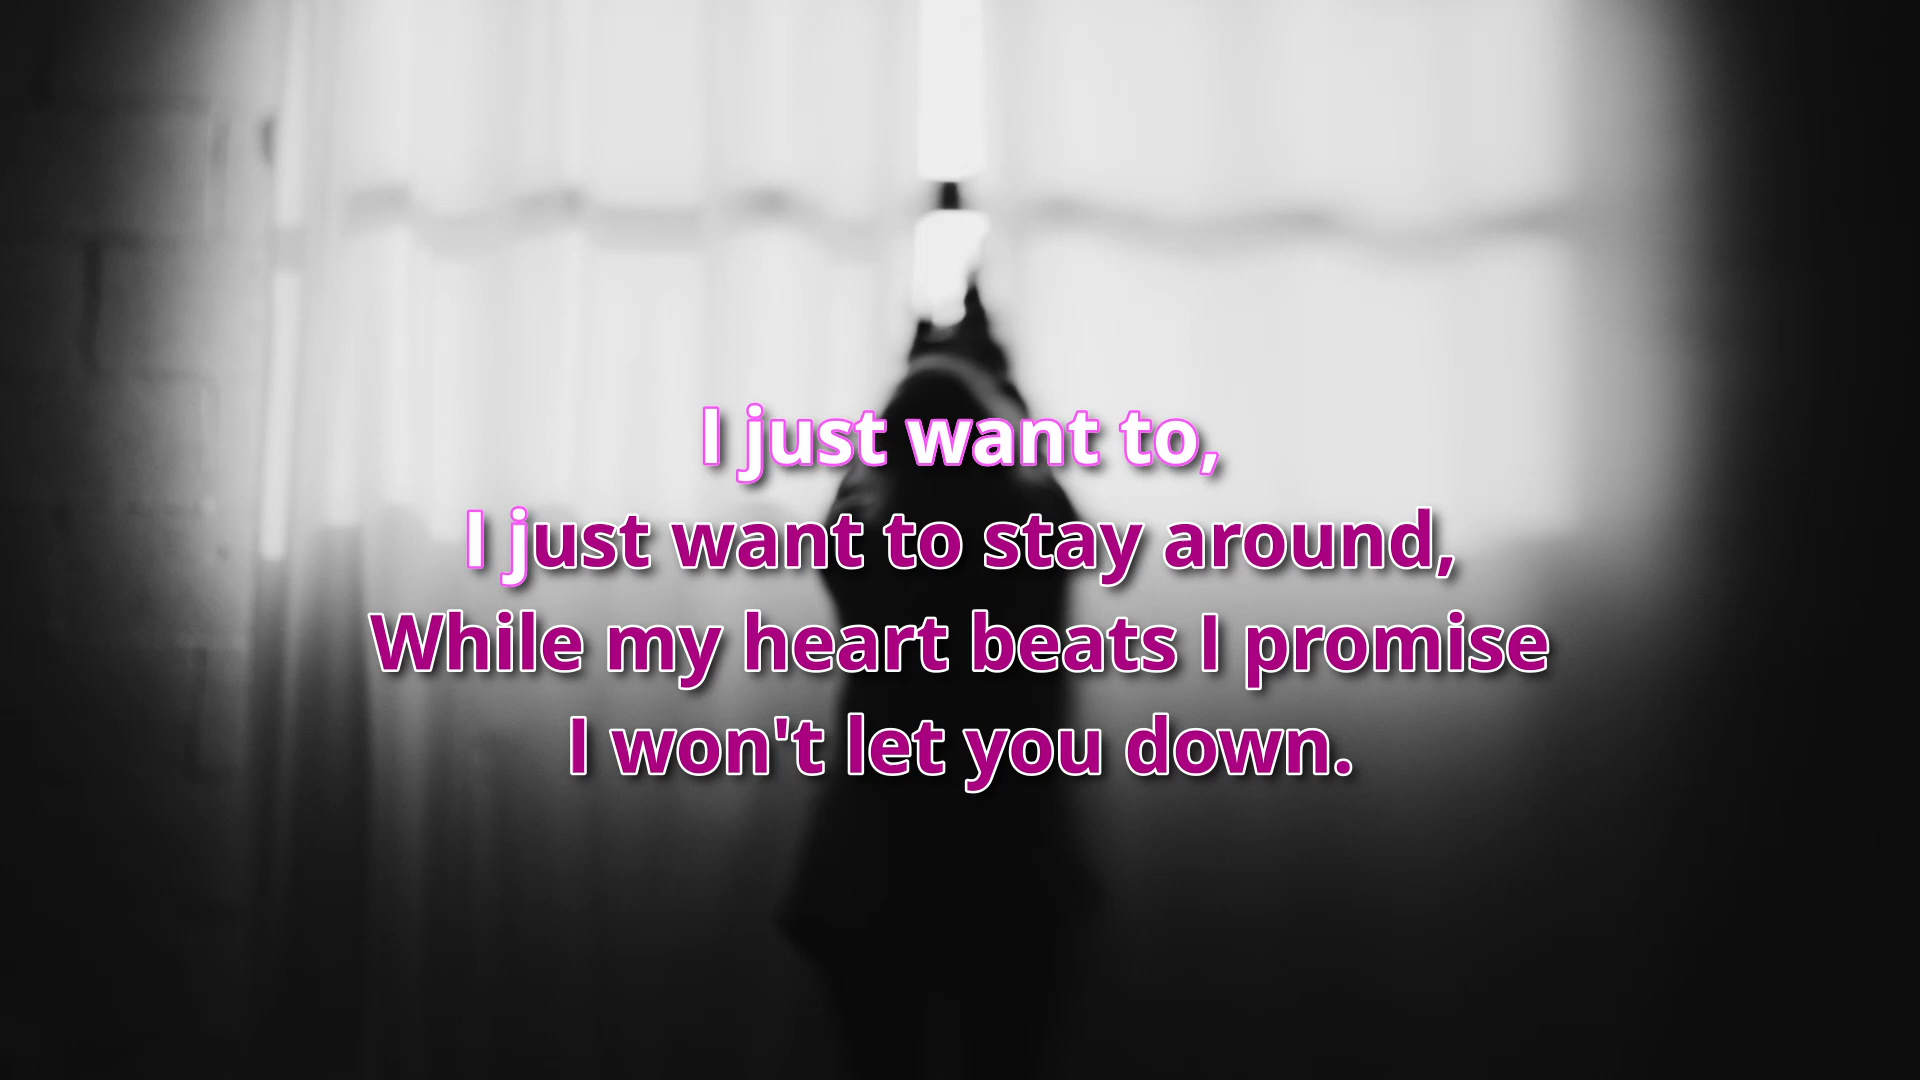 I just want to,
I just want to stay around,
While my heart beats I promise
I won't let you down.